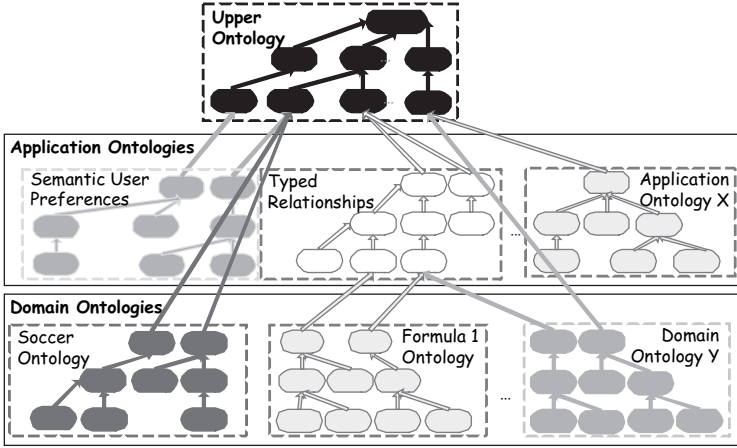 Upper
Ontology
...
...
Application Ontologies
Semantic User
Preferences
Typed
Relationships
...
Application
Ontology X
Domain Ontologies
Soccer
Ontology
Formula 1
Ontology
...
Domain
Ontology Y